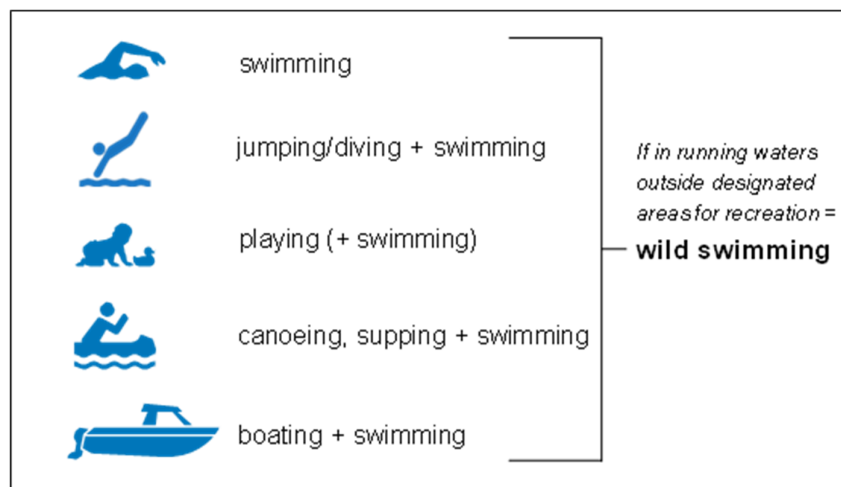 swimming
jumping/diving + swimming
playing (+ swimming)
canoeing, supping + swimming
boating + swimming
If in running waters
outside designated
areas for recreation =
wild swimming